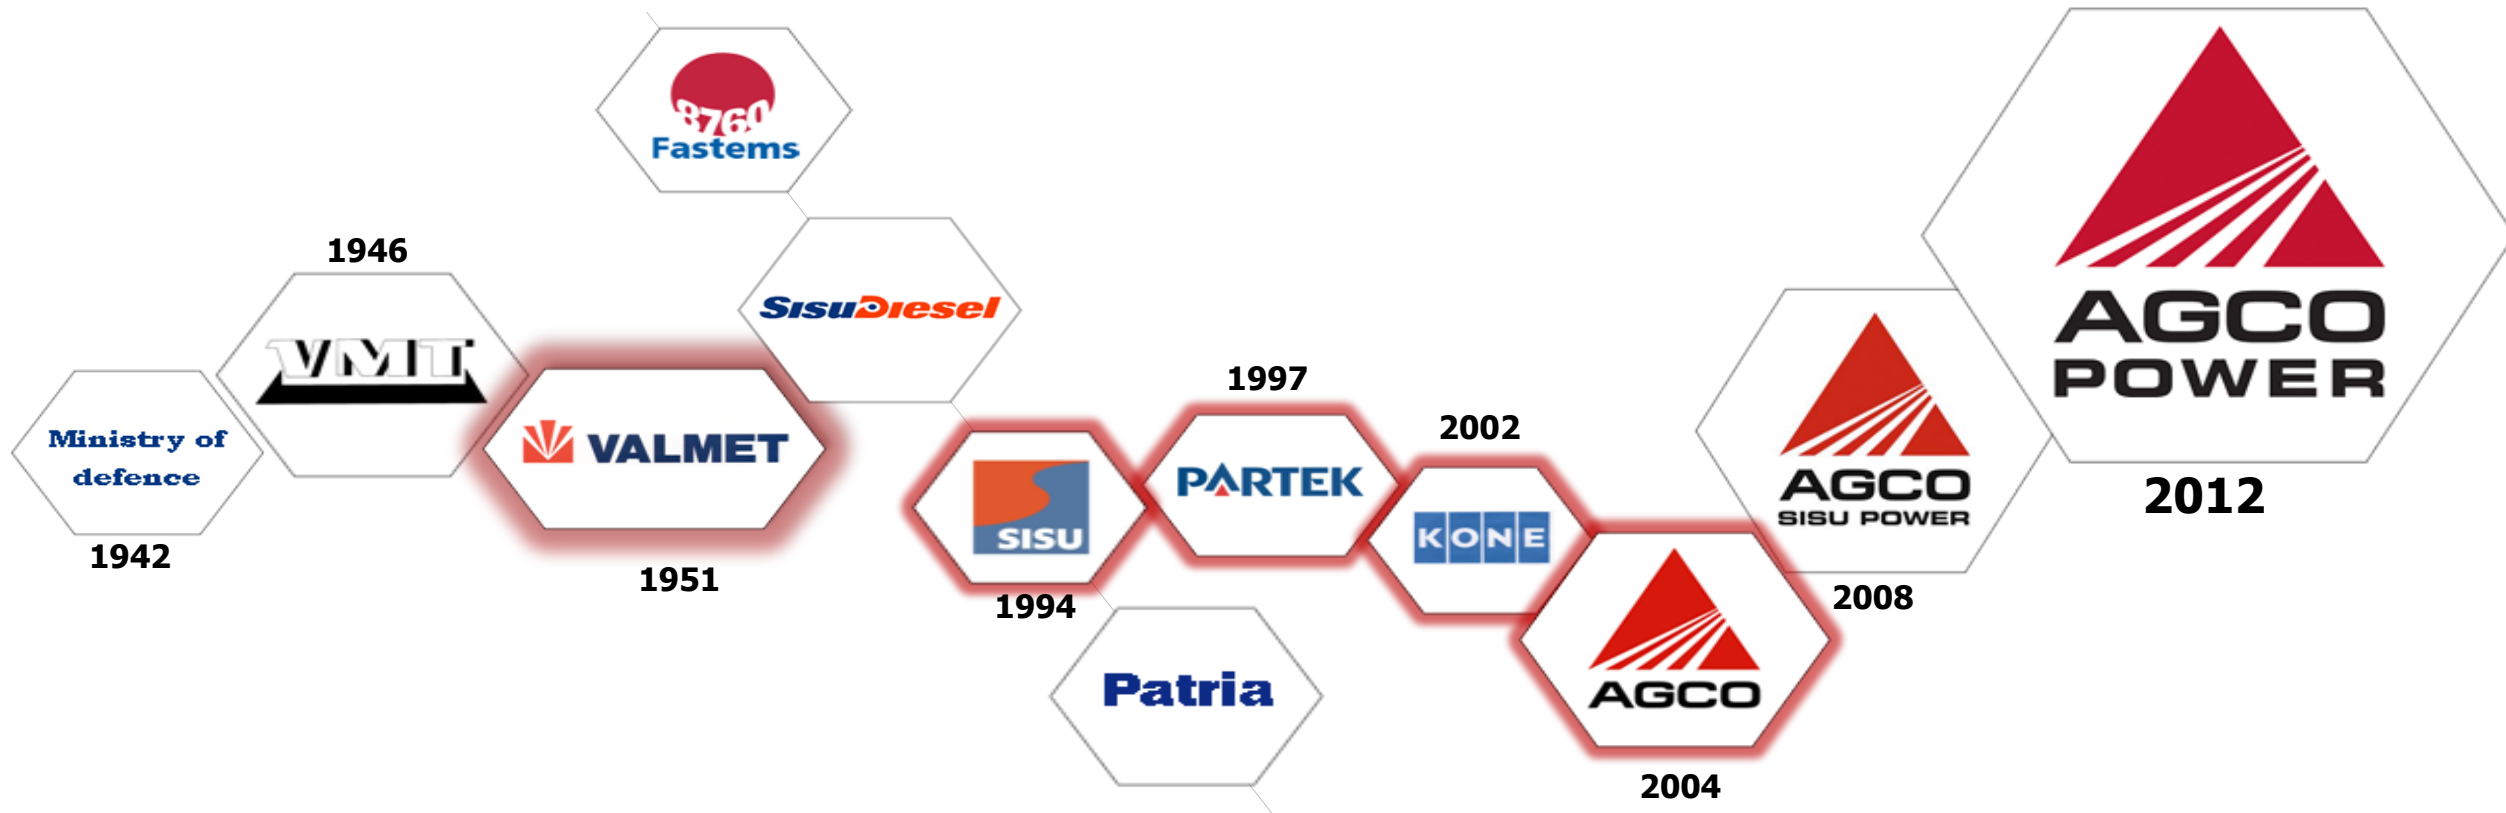 8760
Fastems
1946
VMT
SisuDiesel
Ministry of
defence
1942
VALMET
1951
SISU
1994
1997
PARTEK
Patria
2002
KONE
AGCO
2004
AGCO
SISU POWER
2008
AGCO
POWER
2012